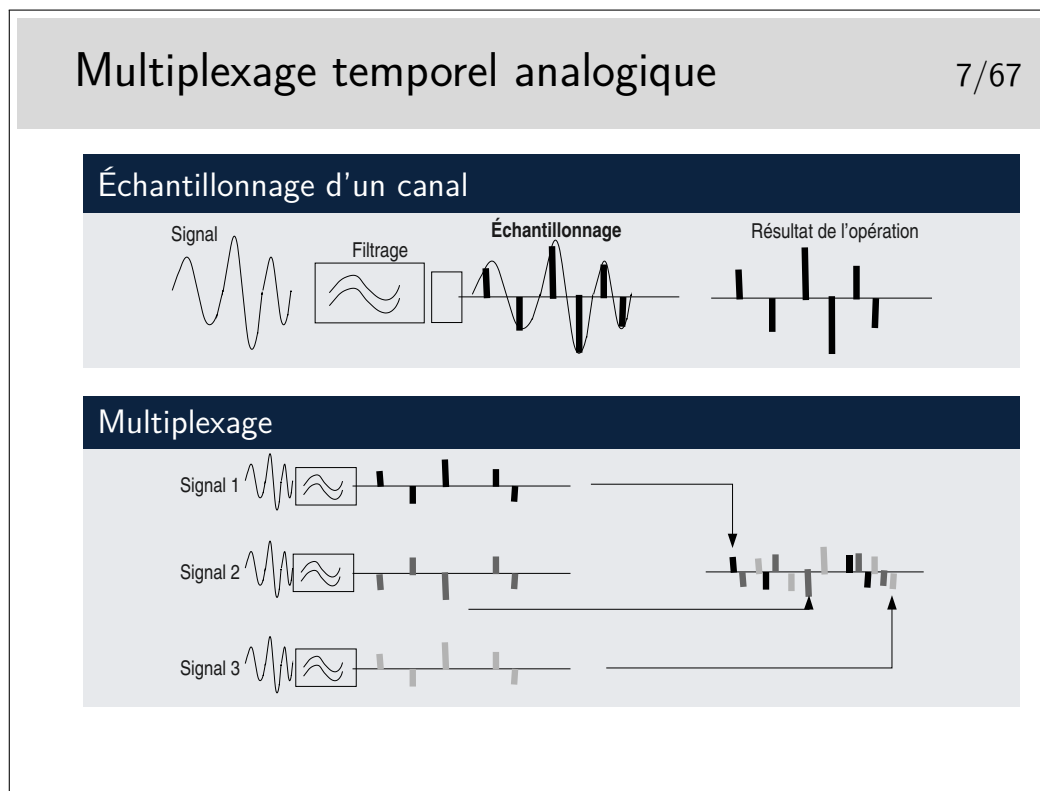 Multiplexage temporel analogique 7/67
Échantillonnage d'un canal
Signal
Filtrage
Échantillonnage
Résultat de l'opération
Multiplexage
Signal 1
Signal 2
Signal 3